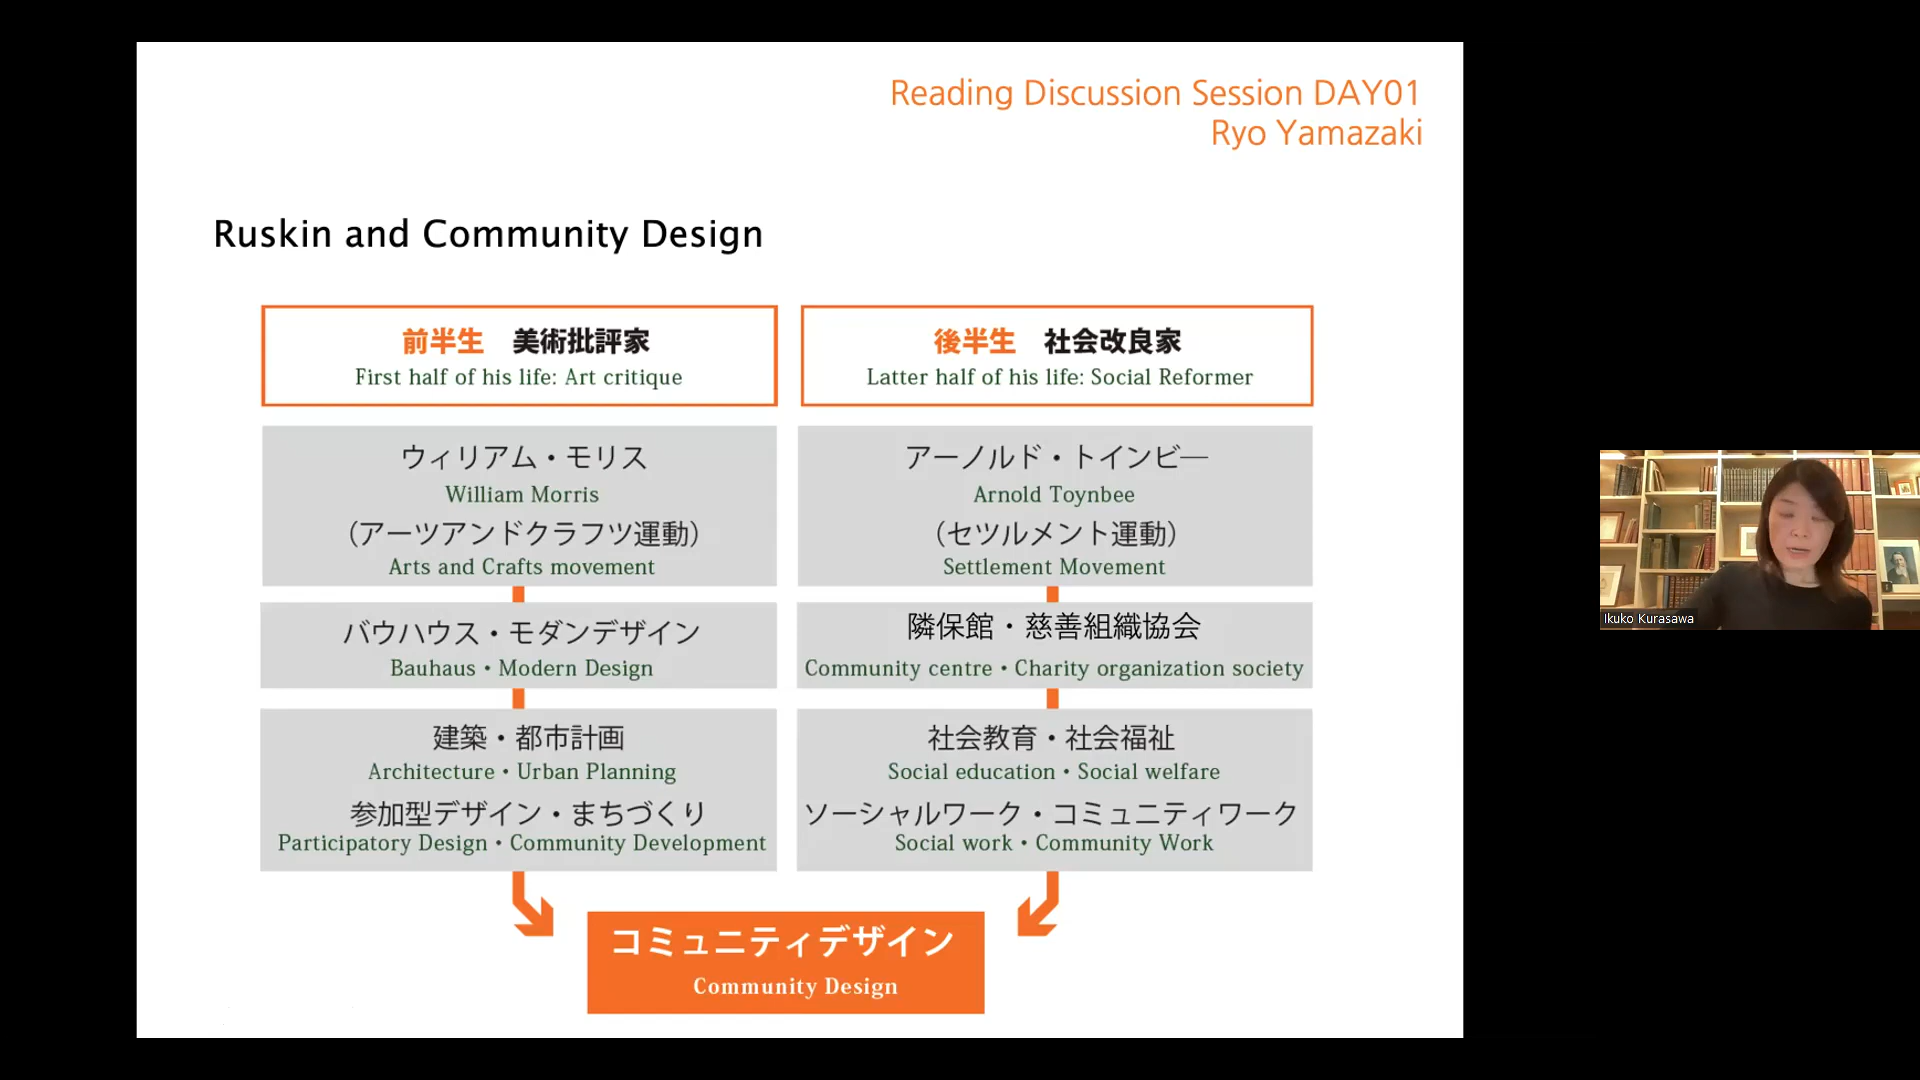 Reading Discussion Session DAY01
Ryo Yamazaki
Ruskin and Community Design
前半生　美術批評家
First half of his life: Art critique
ウィリアム・モリス
William Morris
（アーツアンドクラフツ運動）
Arts and Crafts movement
バウハウス・モダンデザイン
Bauhaus・Modern Design
建築・都市計画
Architecture・Urban Planning
参加型デザイン・まちづくり
Participatory Design・Community Development
後半生　社会改良家
Latter half of his life: Social Reformer
アーノルド・トインビ―
Arnold Toynbee
（セツルメント運動）
Settlement Movement
隣保館・慈善組織協会
Community centre・Charity organization society
社会教育・社会福祉
Social education・Social welfare
ソーシャルワーク・コミュニティワーク
Social work・Community Work
コミュニティデザイン
Community Design
Ikuko Kurasawa